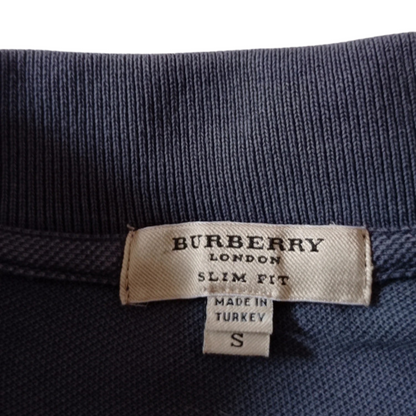 BURBERRY
LONDON
SLIM FIT
MADE IN
TURKEY
S